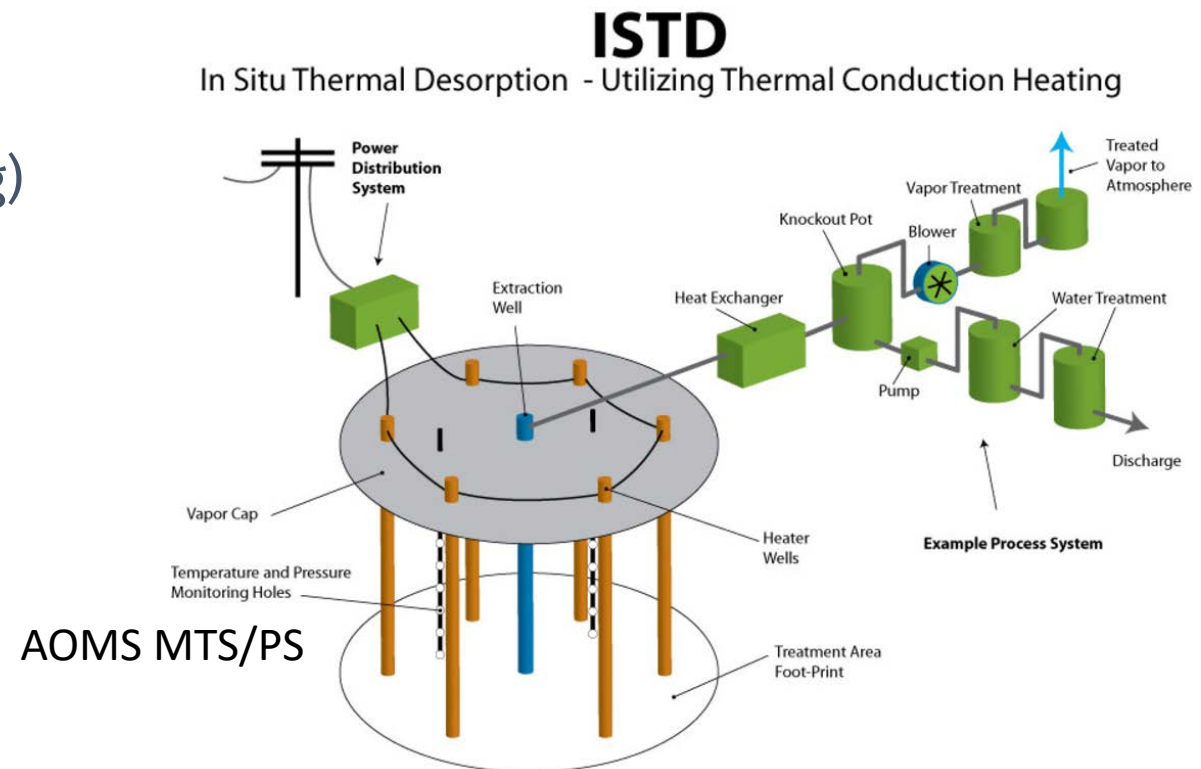 ISTD
In Situ Thermal Desorption - Utilizing Thermal Conduction Heating
g)
Power
Distribution
System
Treated
Vapor to
Atmosphere
Vapor Treatment
Knockout Pot
Blower
Extraction
Well
Heat Exchanger
Water Treatment
Pump
Discharge
Vapor Cap
Heater
Wells
Example Process System
Temperature and Pressure
Monitoring Holes
AOMS MTS/PS
Treatment Area
Foot-Print